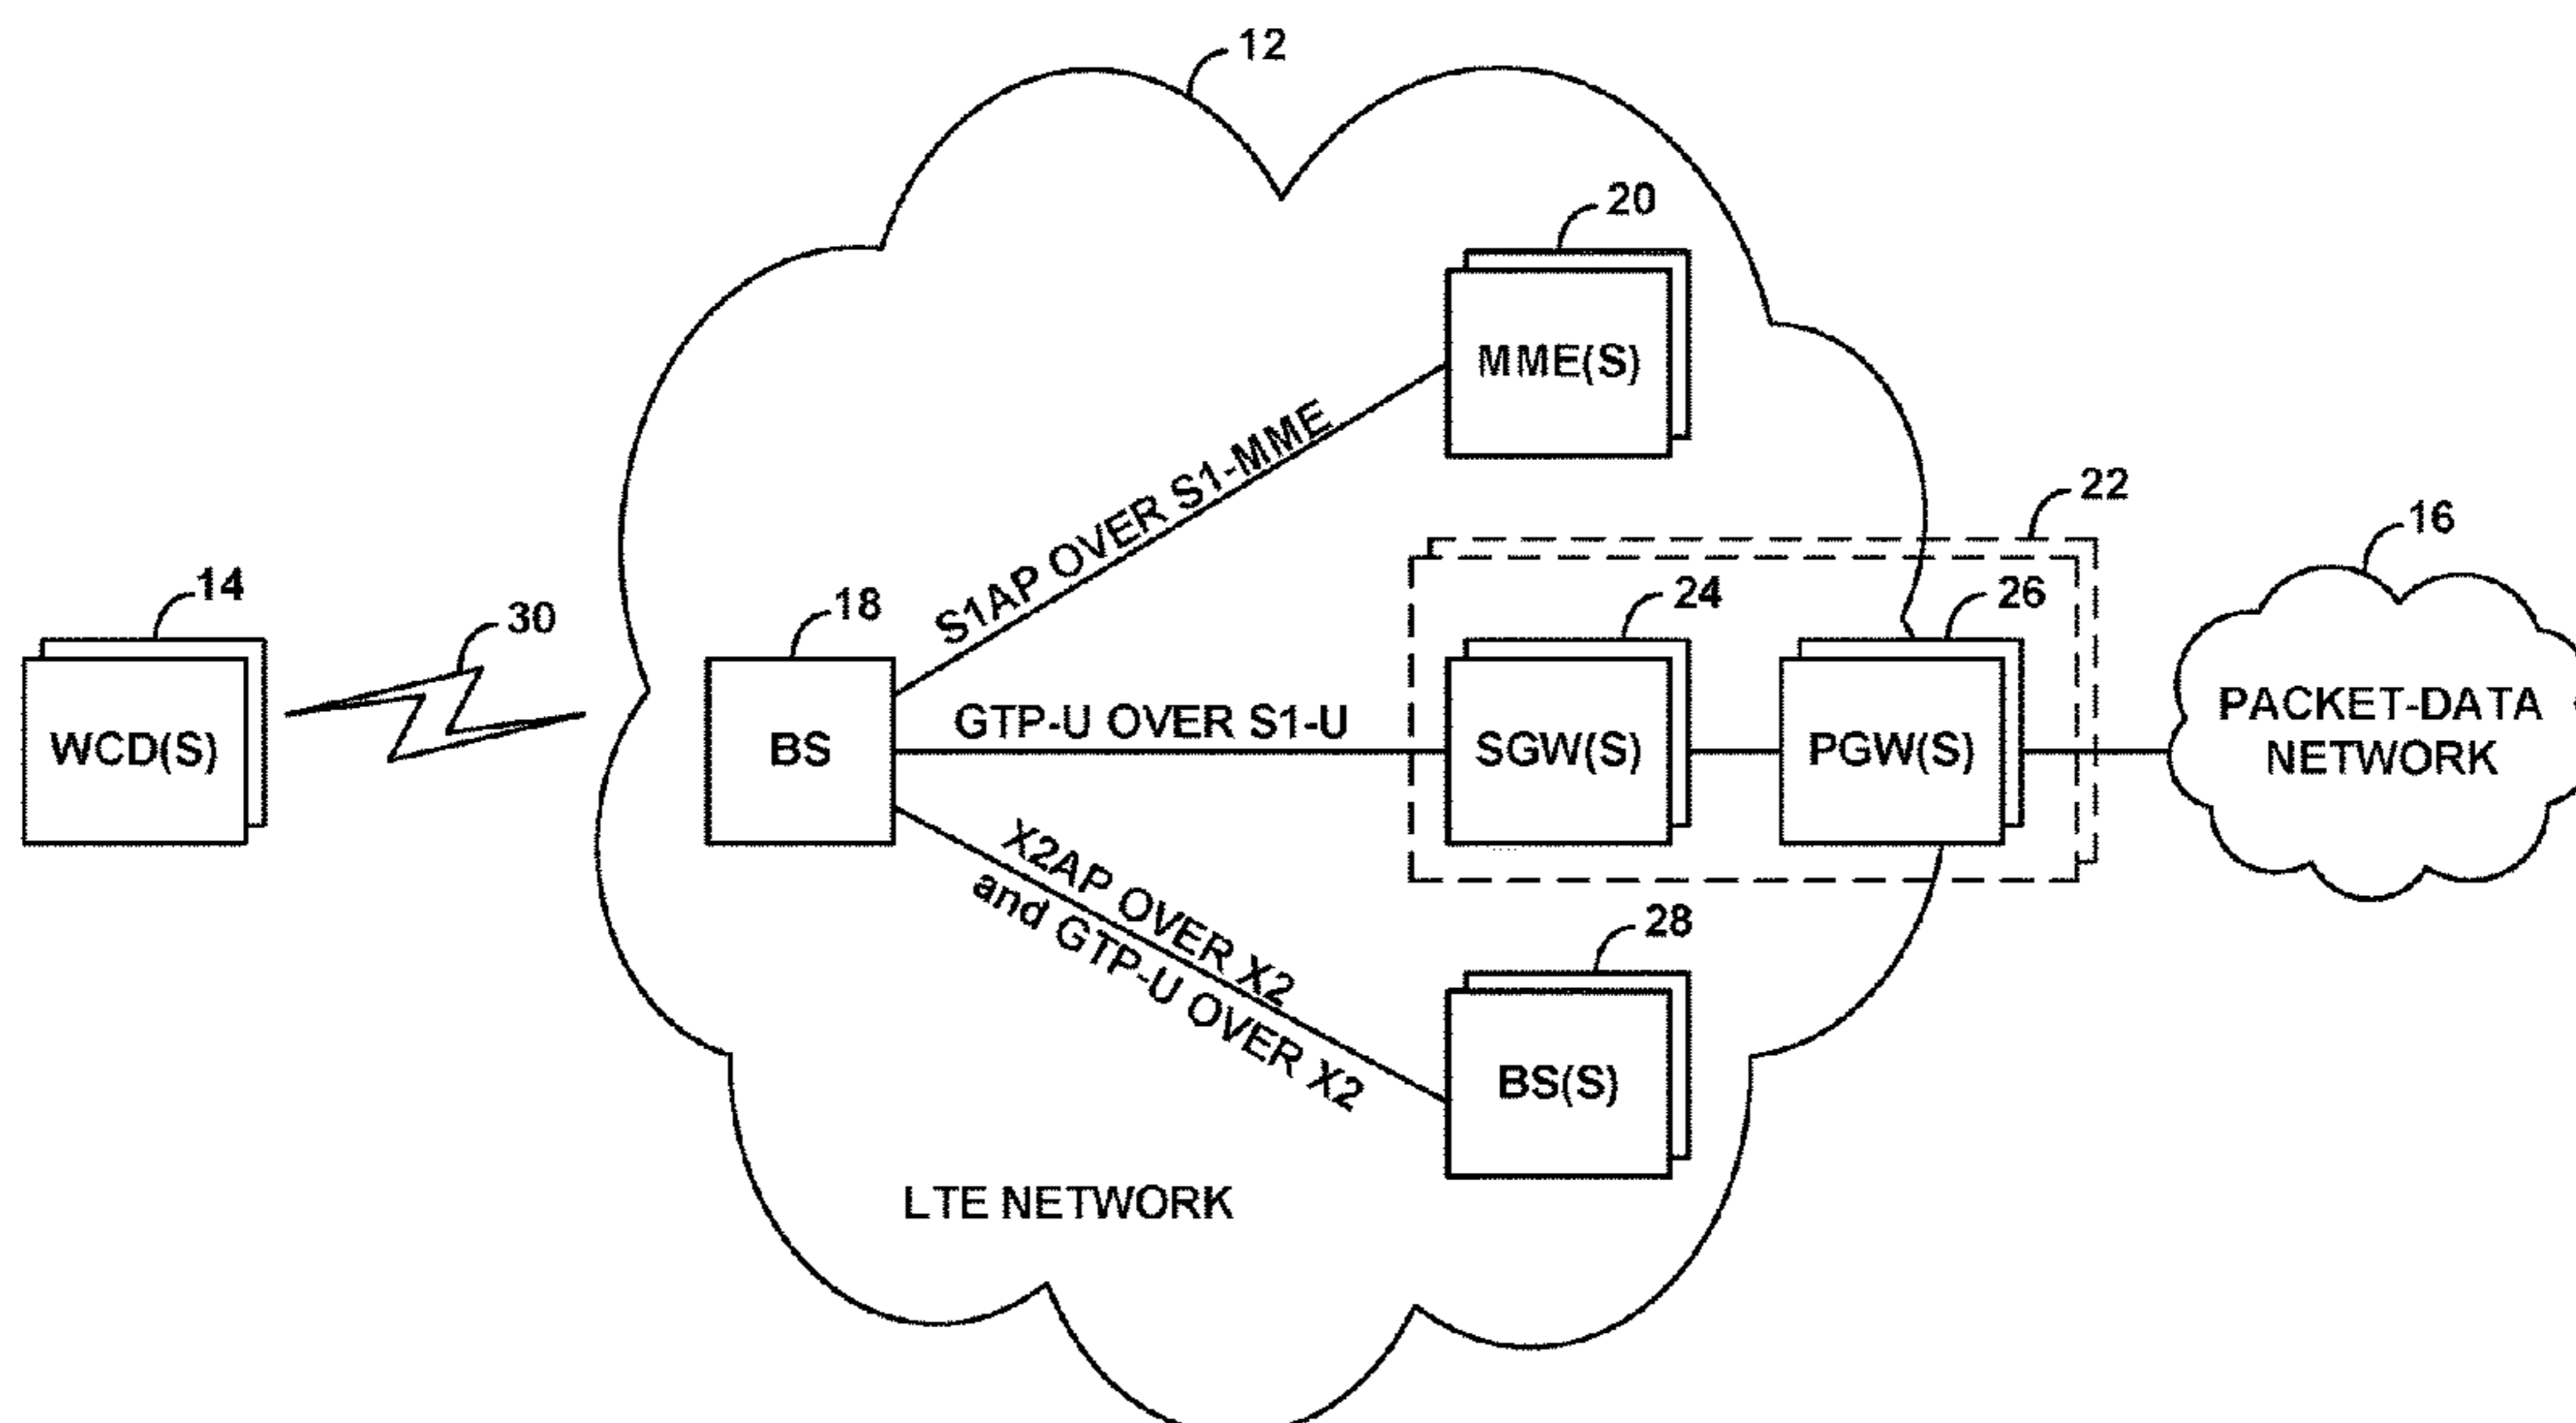 12
20
MME(S)
22
16
S1AP OVER S1-MME
14
30
18
24
26
WCD(S)
BS
GTP-U OVER S1-U
SGW(S)
PGW(S)
PACKET-DATA
NETWORK
X2AP OVER X2
and GTP-U OVER X2
28
BS(S)
LTE NETWORK